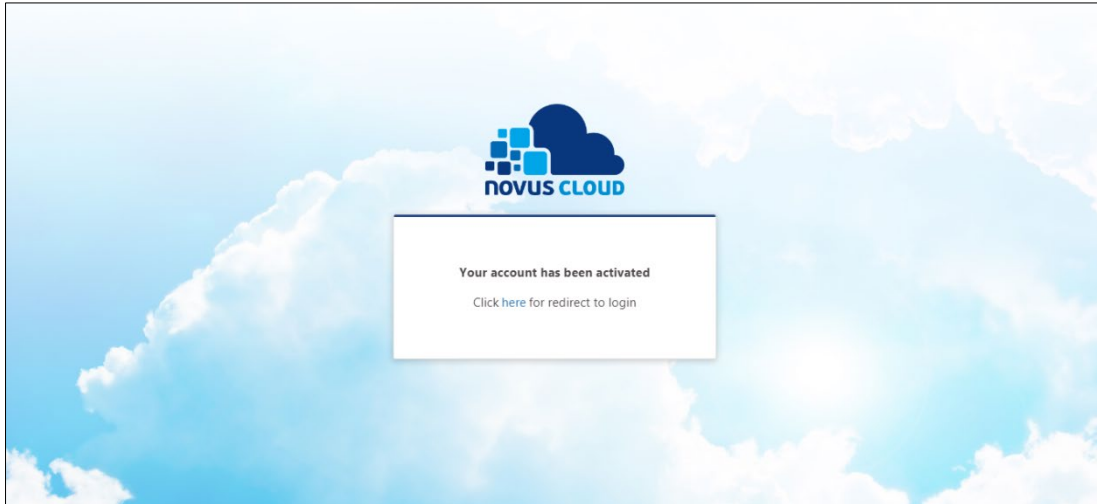 novus cloud
Your account has been activated
Click here for redirect to login